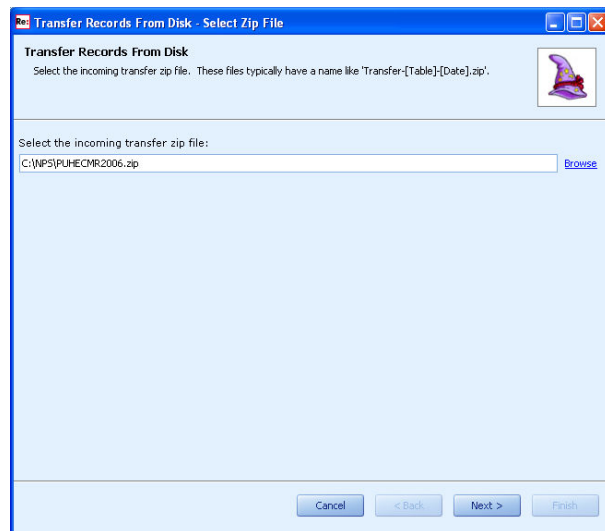 Re: Transfer Records From Disk - Select Zip File
Transfer Records From Disk
Select the incoming transfer zip file. These files typically have a name like 'Transfer-[Table]-[Date].zip'.
Select the incoming transfer zip file:
C:\NPS\PUHECMR2006.zip
Browse
Cancel
< Back
Next >
Finish